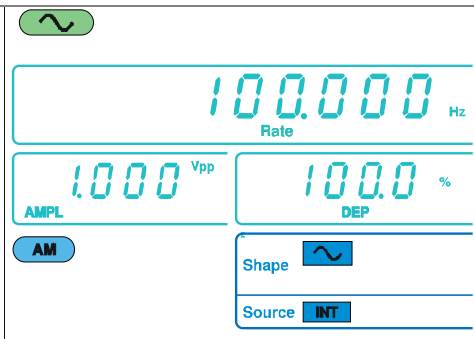 100.000 Hz
Rate
1.000 Vpp
AMPL
100.0 %
DEP
AM
Shape
Source INT